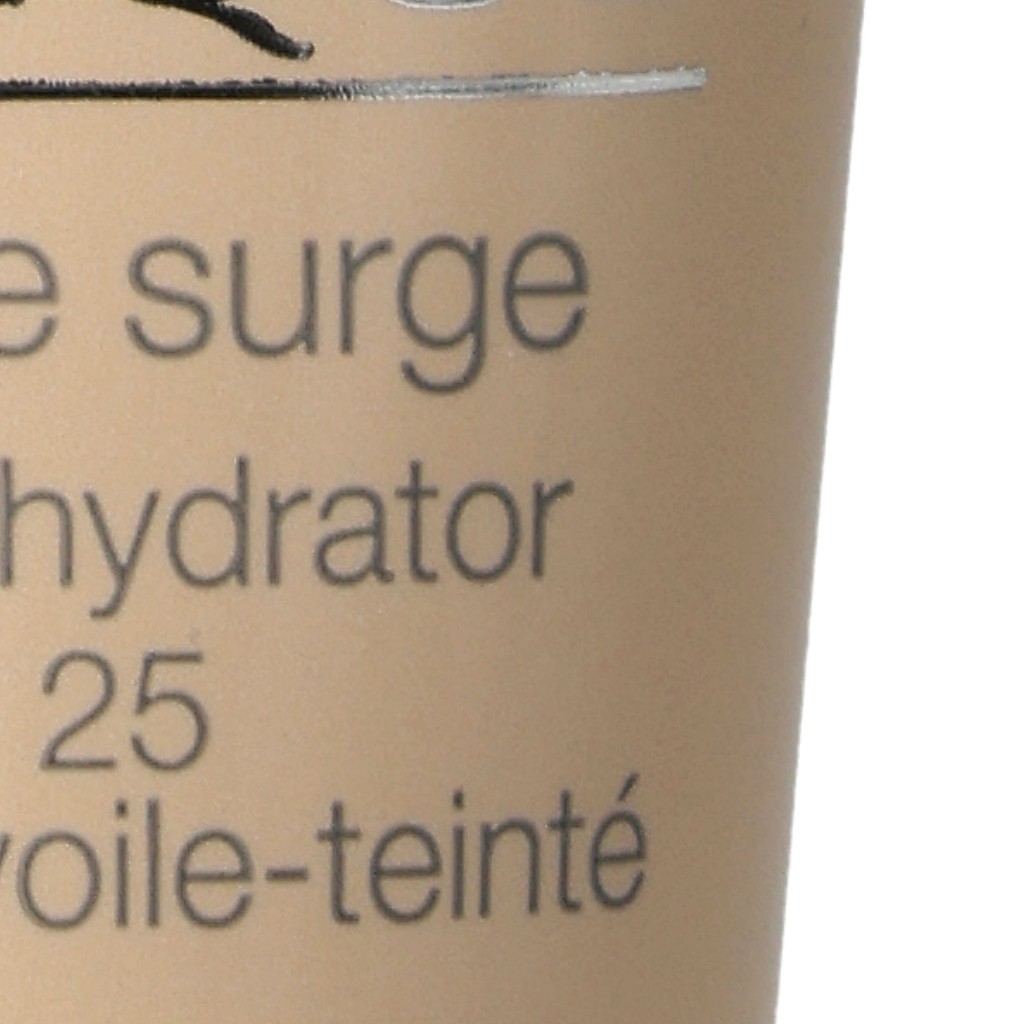 e surge
hydrator
25
voile-teinté